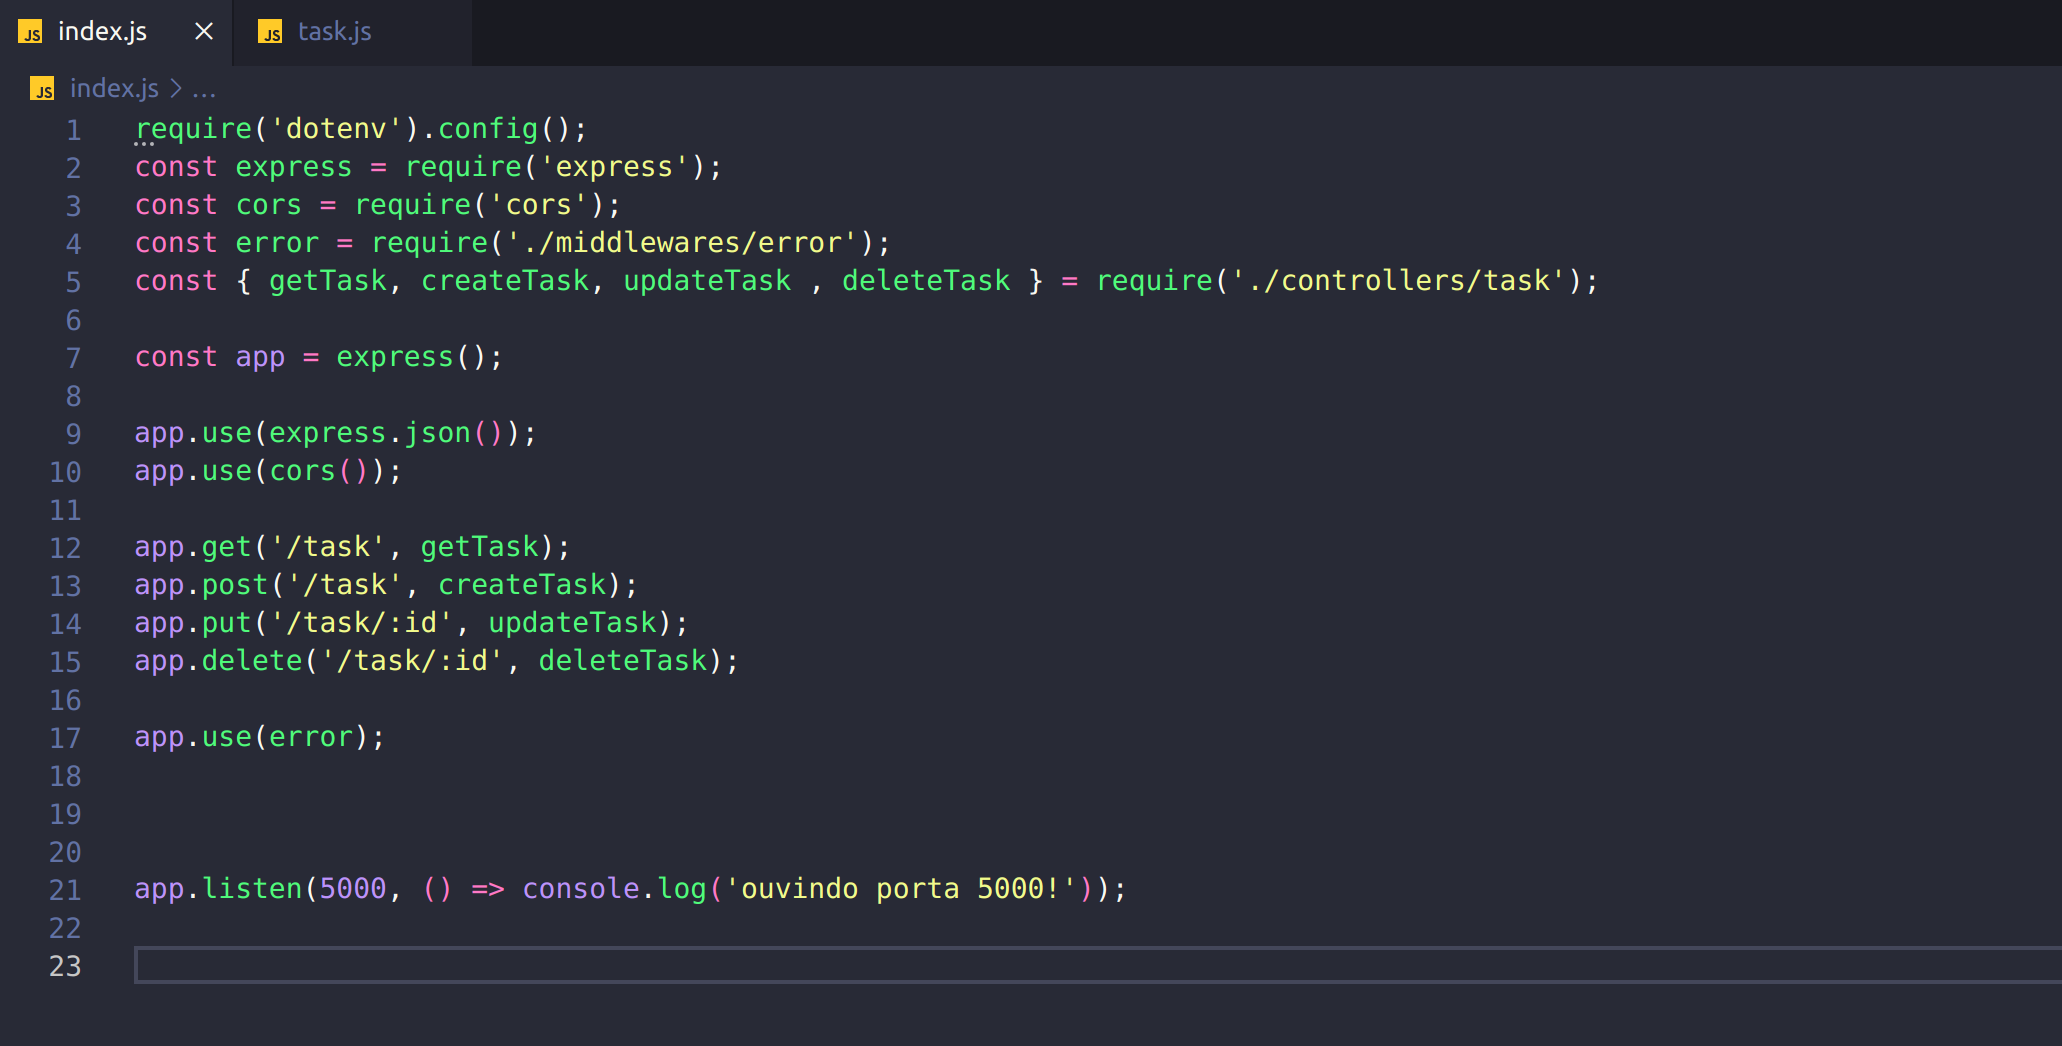 JS index.js × JS task.js
JS index.js > ...
1 require('dotenv').config();
2 const express = require('express');
3 const cors = require('cors');
4 const error = require('./middlewares/error');
5 const { getTask, createTask, updateTask , deleteTask } = require('./controllers/task');
6
7 const app = express();
8
9 app.use(express.json());
10 app.use(cors());
11
12 app.get('/task', getTask);
13 app.post('/task', createTask);
14 app.put('/task/:id', updateTask);
15 app.delete('/task/:id', deleteTask);
16
17 app.use(error);
18
19
20
21 app.listen(5000, () => console.log('ouvindo porta 5000!'));
22
23